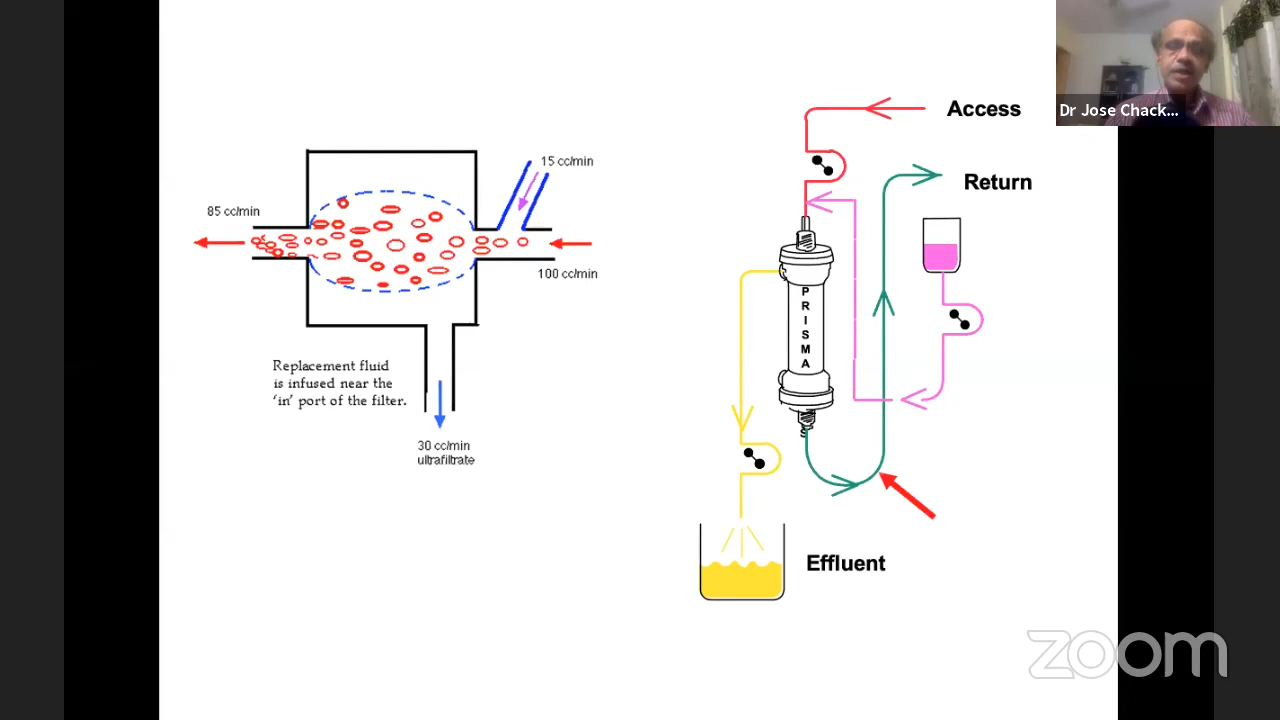 Dr Jose Chack...
Access
Return
15 cc/min
85 cc/min
100 cc/min
PRISMA
Replacement fluid
is infused near the
'in' port of the filter.
30 cc/min
ultrafiltrate
Effluent
zoom